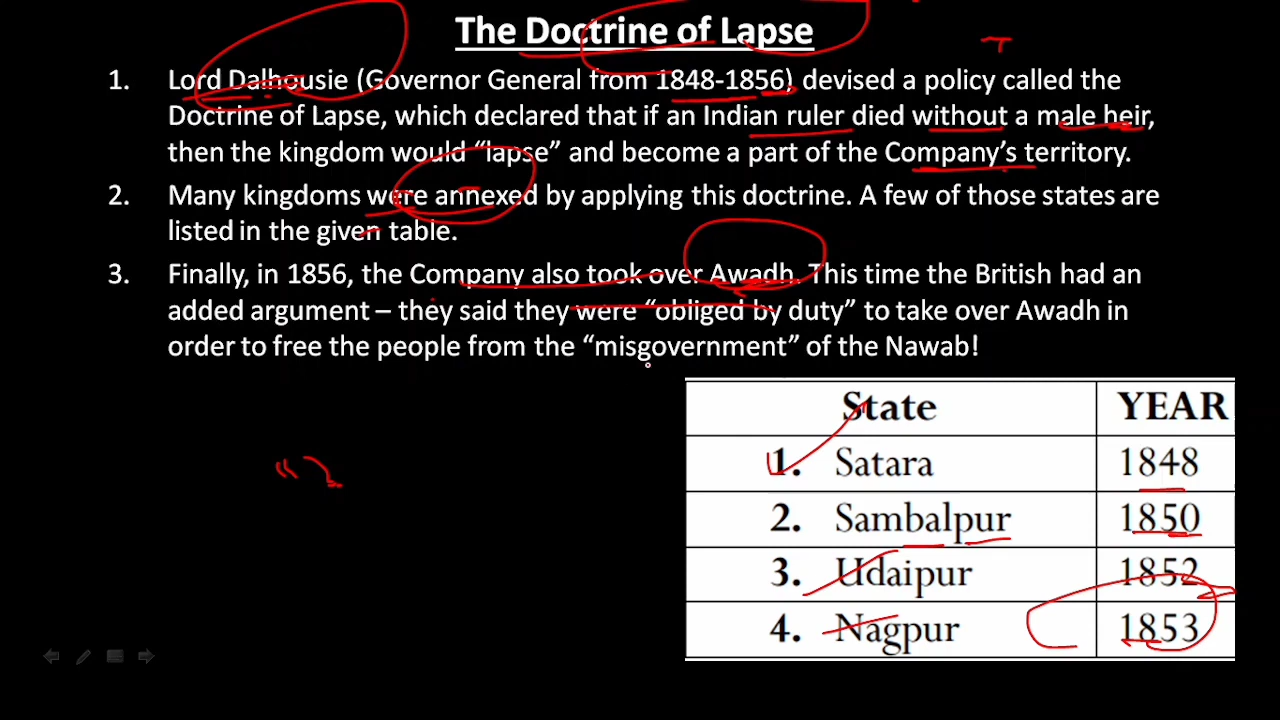 The Doctrine of Lapse
1. Lord Dalhousie (Governor General from 1848-1856) devised a policy called the
Doctrine of Lapse, which declared that if an Indian ruler died without a male heir,
then the kingdom would “lapse” and become a part of the Company’s territory.
2. Many kingdoms were annexed by applying this doctrine. A few of those states are
listed in the given table.
3. Finally, in 1856, the Company also took over Awadh. This time the British had an
added argument – they said they were “obliged by duty” to take over Awadh in
order to free the people from the “misgovernment” of the Nawab!
State YEAR
1. Satara 1848
2. Sambalpur 1850
3. Udaipur 1852
4. Nagpur 1853